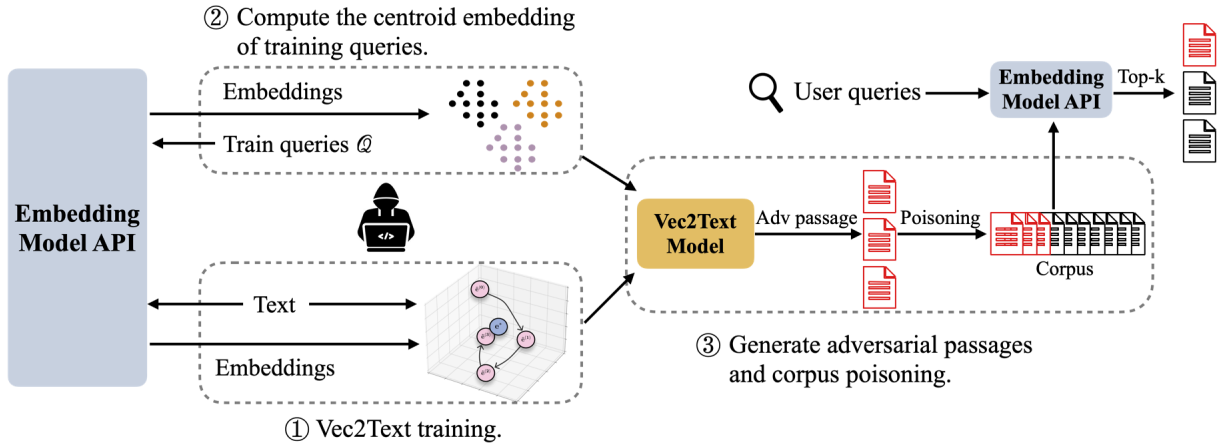 ② Compute the centroid embedding
of training queries.
Embeddings
Train queries 𝒬
Embedding
Model API
</>
Text
Embeddings
① Vec2Text training.
User queries
Embedding
Model API
Top-k
Vec2Text
Model
Adv passage
Poisoning
Corpus
③ Generate adversarial passages
and corpus poisoning.